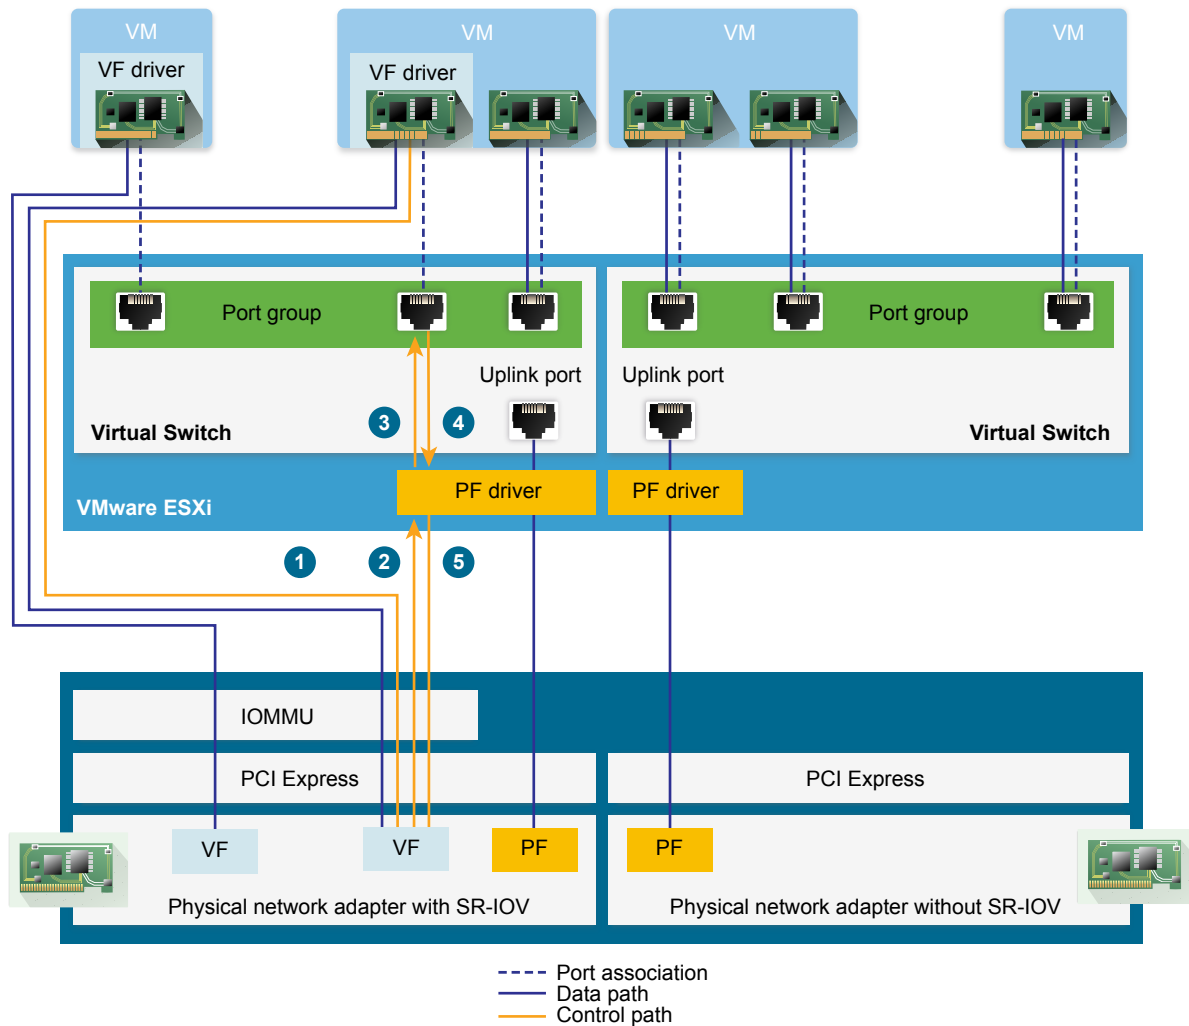 VM
VM
VM
VM
VF driver
VF driver
Port group
Port group
Uplink port
Uplink port
3
4
Virtual Switch
Virtual Switch
PF driver
PF driver
VMware ESXi
1
2
5
IOMMU
PCI Express
PCI Express
VF
VF
PF
PF
Physical network adapter with SR-IOV
Physical network adapter without SR-IOV
Port association
Data path
Control path